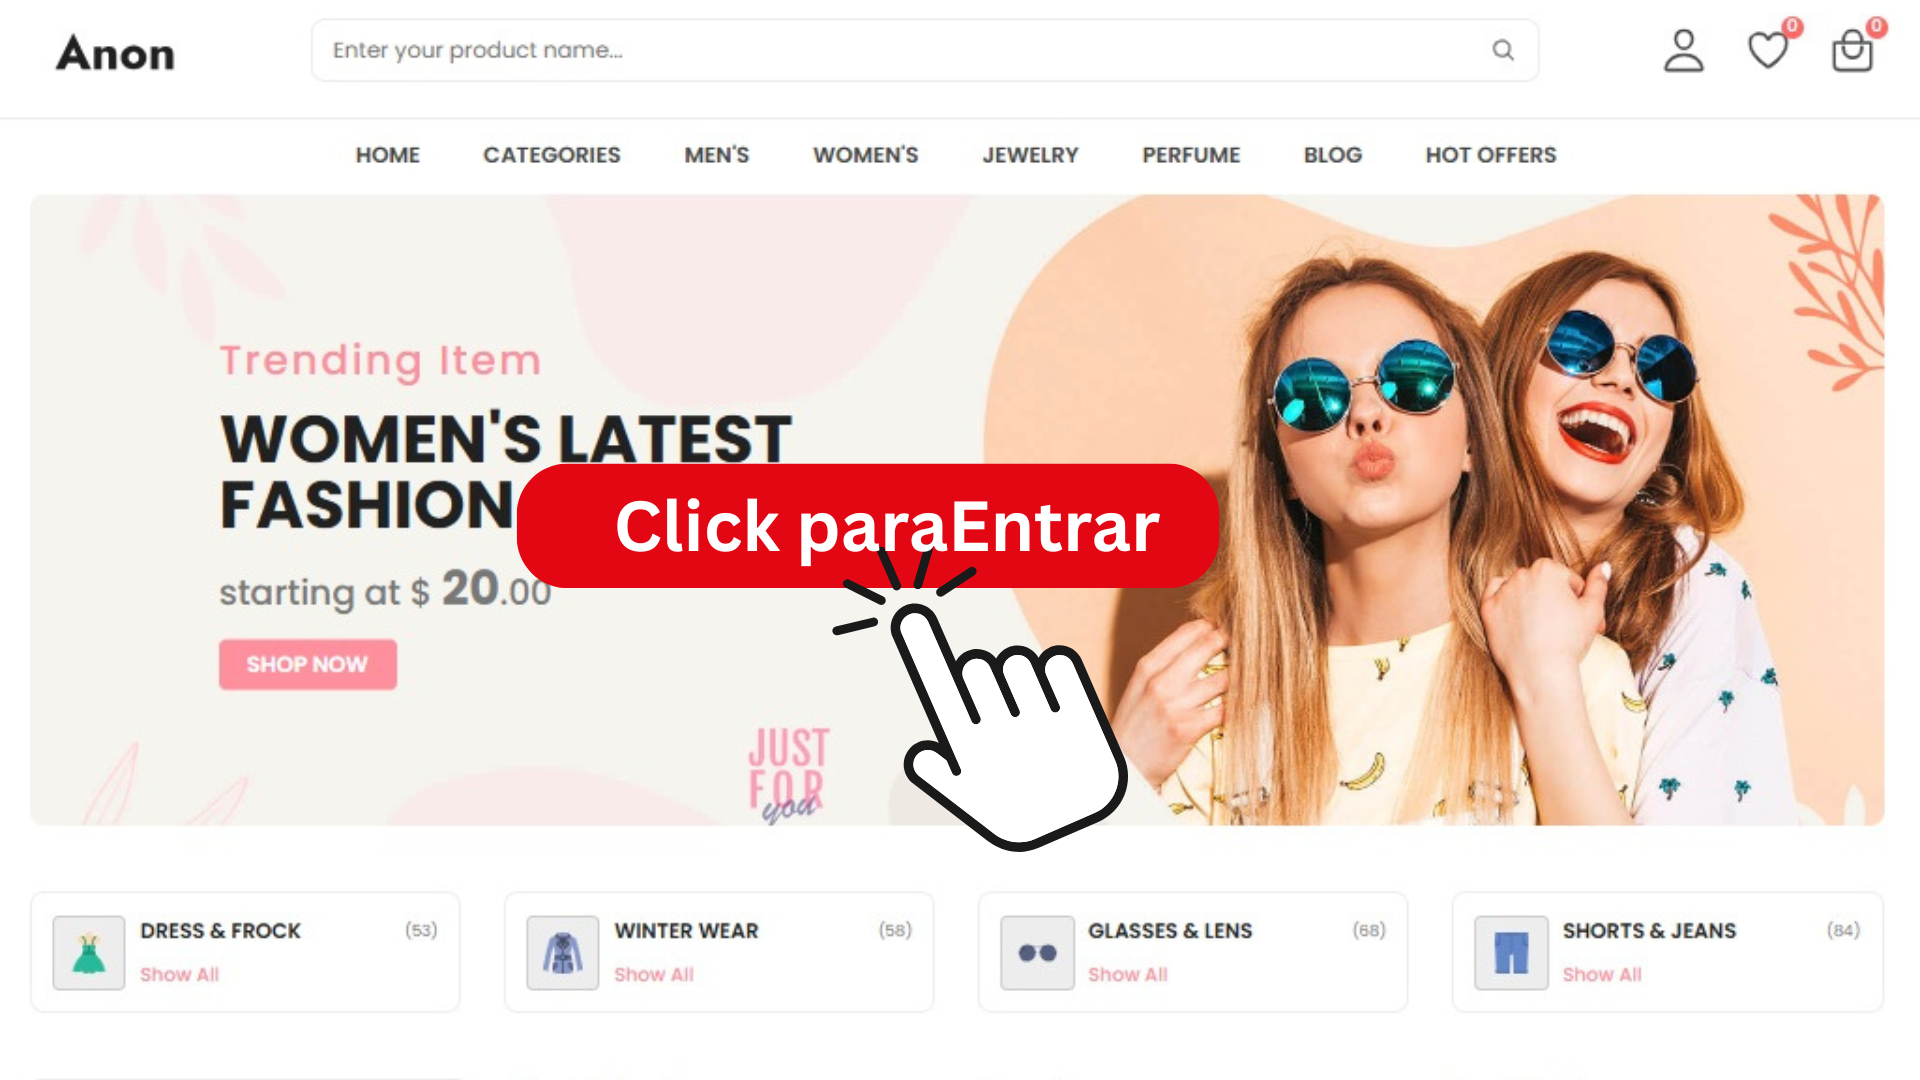 Anon
Enter your product name...
0
0
HOME CATEGORIES MEN'S WOMEN'S JEWELRY PERFUME BLOG HOT OFFERS
Trending Item
WOMEN'S LATEST
FASHION
Click paraEntrar
starting at $ 20.00
SHOP NOW
JUST
FOR
you
DRESS & FROCK (53)
Show All
WINTER WEAR (58)
Show All
GLASSES & LENS (68)
Show All
SHORTS & JEANS (84)
Show All